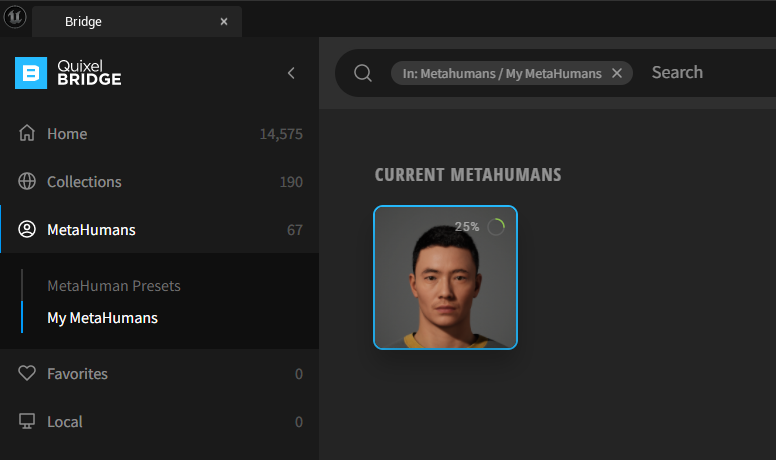 Bridge
Quixel
BRIDGE
In: Metahumans / My MetaHumans
Search
Home 14,575
Collections 190
MetaHumans 67
MetaHuman Presets
My MetaHumans
Favorites 0
Local 0
CURRENT METAHUMANS
25%